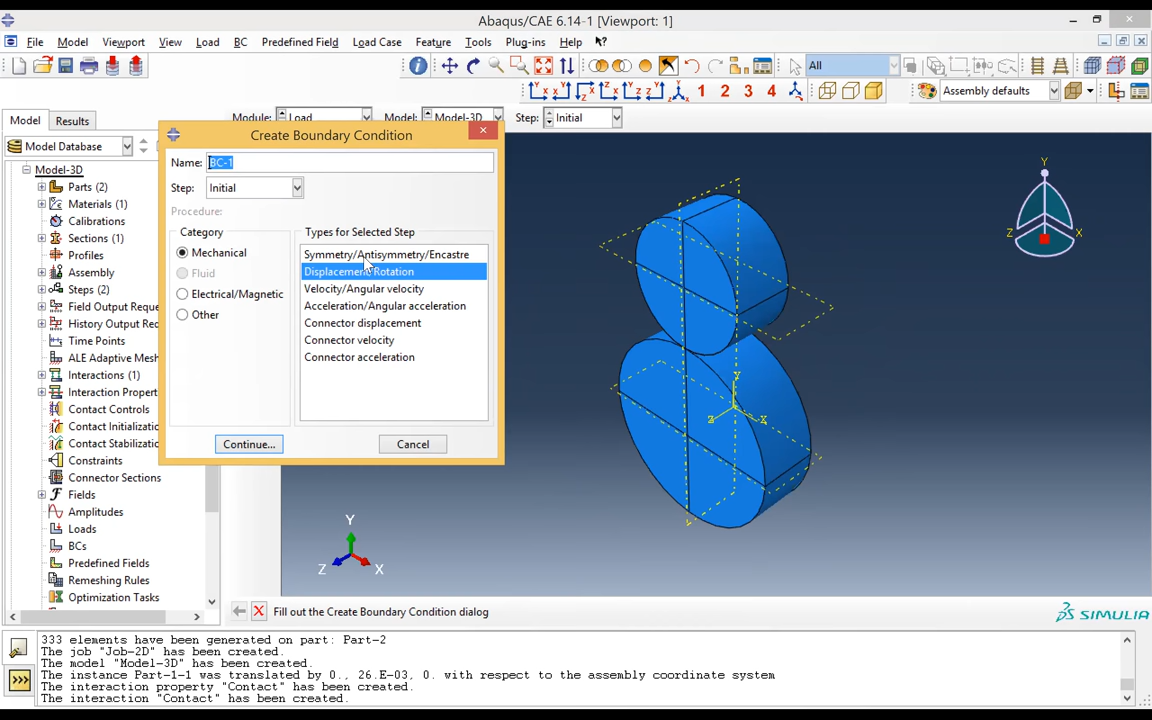 Abaqus/CAE 6.14-1 [Viewport: 1]
File Model Viewport View Load BC Predefined Field Load Case Feature Tools Plug-ins Help
All
1 2 3 4 Assembly defaults
Model Results Module: Load Model: Model-3D Step: Initial
Model Database
Model-3D
Parts (2)
Materials (1)
Calibrations
Sections (1)
Profiles
Assembly
Steps (2)
Field Output Reque
History Output Req
Time Points
ALE Adaptive Mesh
Interactions (1)
Interaction Propert
Contact Controls
Contact Initializatio
Contact Stabilizatio
Constraints
Connector Sections
Fields
Amplitudes
Loads
BCs
Predefined Fields
Remeshing Rules
Optimization Tasks
Create Boundary Condition
Name: BC-1
Step: Initial
Procedure:
Category
Mechanical
Fluid
Electrical/Magnetic
Other
Types for Selected Step
Symmetry/Antisymmetry/Encastre
Displacement/Rotation
Velocity/Angular velocity
Acceleration/Angular acceleration
Connector displacement
Connector velocity
Connector acceleration
Continue... Cancel
Y
Z X
Y
Z X
Y
Z X
Fill out the Create Boundary Condition dialog
SIMULIA
333 elements have been generated on part: Part-2
The job "Job-2D" has been created.
The model "Model-3D" has been created.
The instance Part-1-1 was translated by 0., 26.E-03, 0. with respect to the assembly coordinate system
The interaction property "Contact" has been created.
The interaction "Contact" has been created.